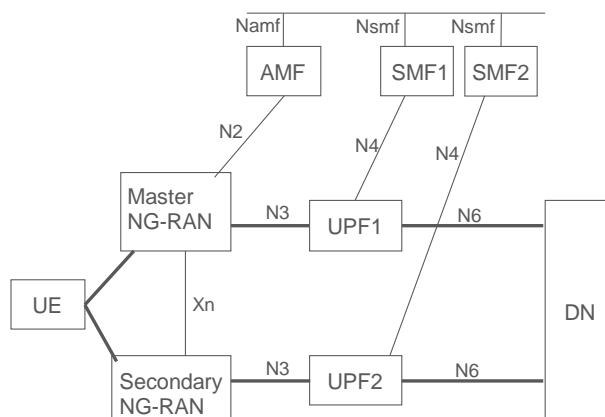 Namf
Nsmf
Nsmf
AMF
SMF1
SMF2
N2
N4
N4
Master
NG-RAN
N3
UPF1
N6
UE
Xn
DN
Secondary
NG-RAN
N3
UPF2
N6